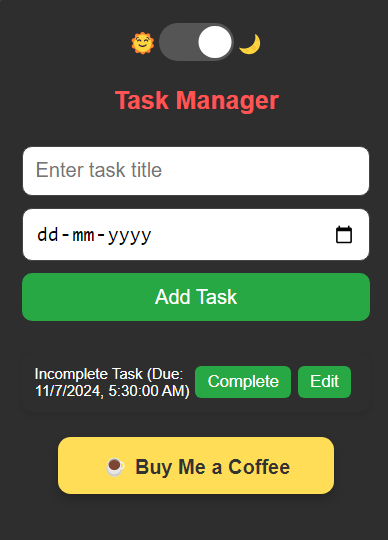 Task Manager
Enter task title
dd-mm-yyyy
Add Task
Incomplete Task (Due:
11/7/2024, 5:30:00 AM)
Complete
Edit
Buy Me a Coffee